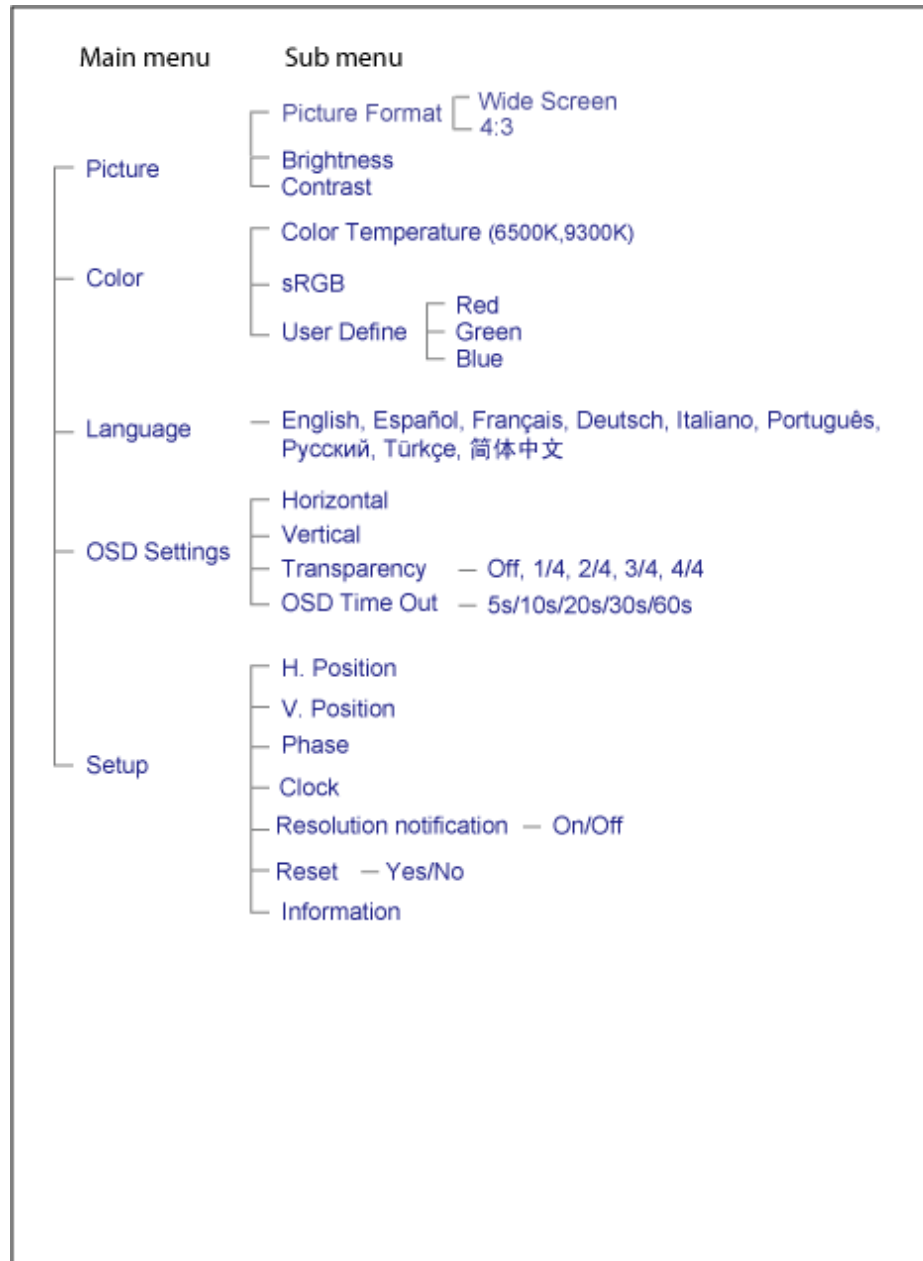 Main menu Sub menu
Picture Format Wide Screen
4:3
Picture Brightness
Contrast
Color Temperature (6500K,9300K)
Color sRGB
Red
User Define Green
Blue
Language English, Español, Français, Deutsch, Italiano, Português,
Русский, Türkçe, 简体中文
Horizontal
Vertical
OSD Settings Transparency Off, 1/4, 2/4, 3/4, 4/4
OSD Time Out 5s/10s/20s/30s/60s
H. Position
V. Position
Phase
Setup
Clock
Resolution notification On/Off
Reset Yes/No
Information